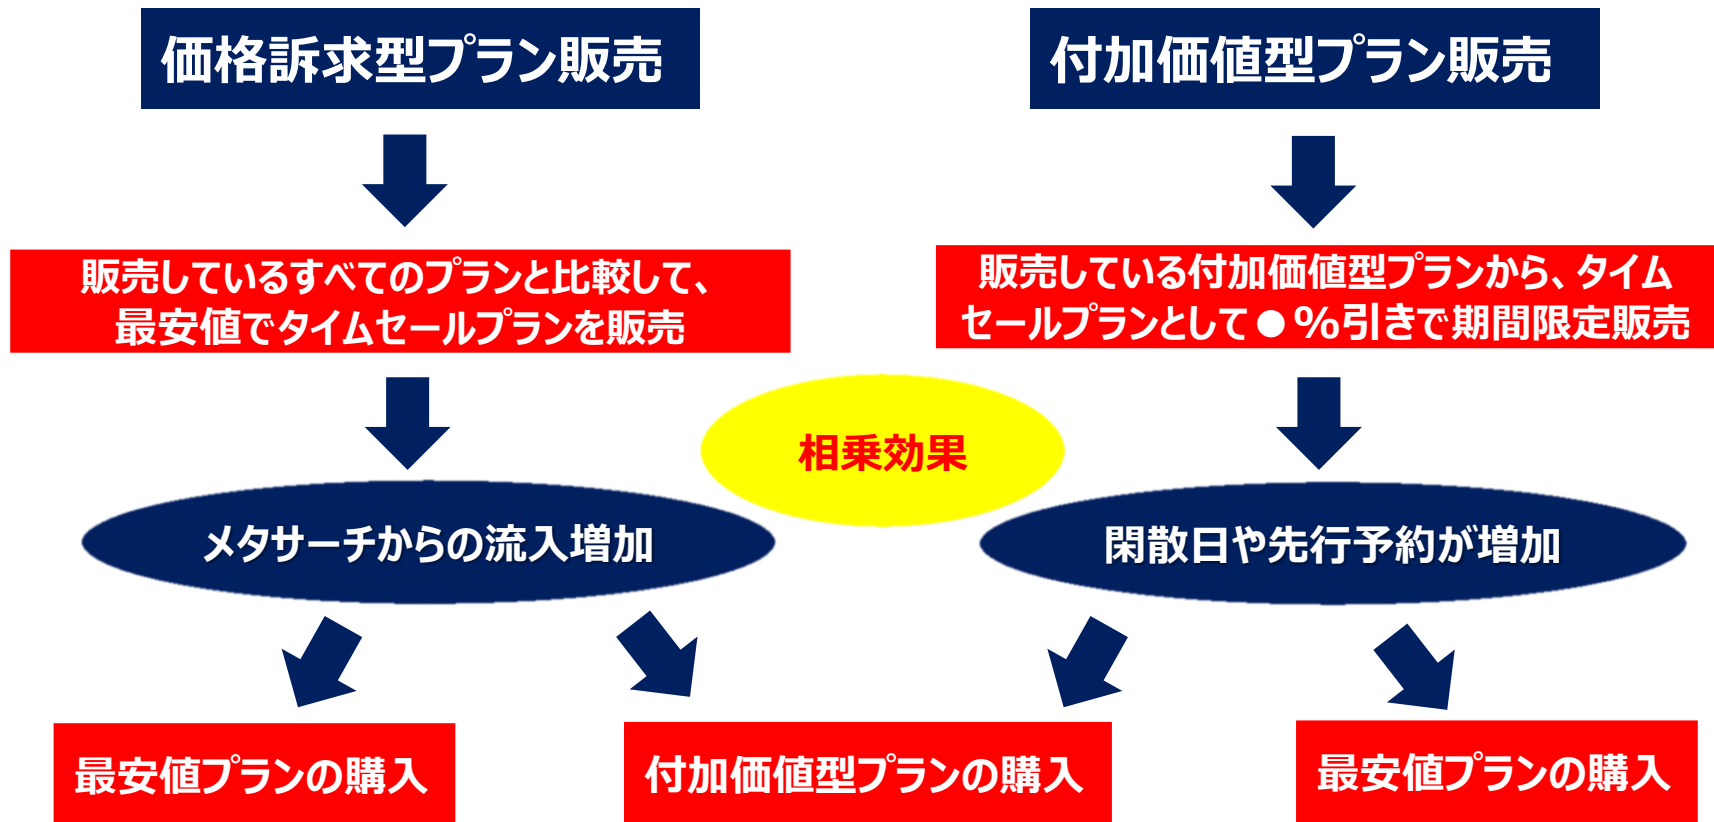 価格訴求型プラン販売
付加価値型プラン販売
販売しているすべてのプランと比較して、
最安値でタイムセールプランを販売
販売している付加価値型プランから、タイム
セールプランとして●%引きで期間限定販売
相乗効果
メタサーチからの流入増加
閑散日や先行予約が増加
最安値プランの購入
付加価値型プランの購入
最安値プランの購入